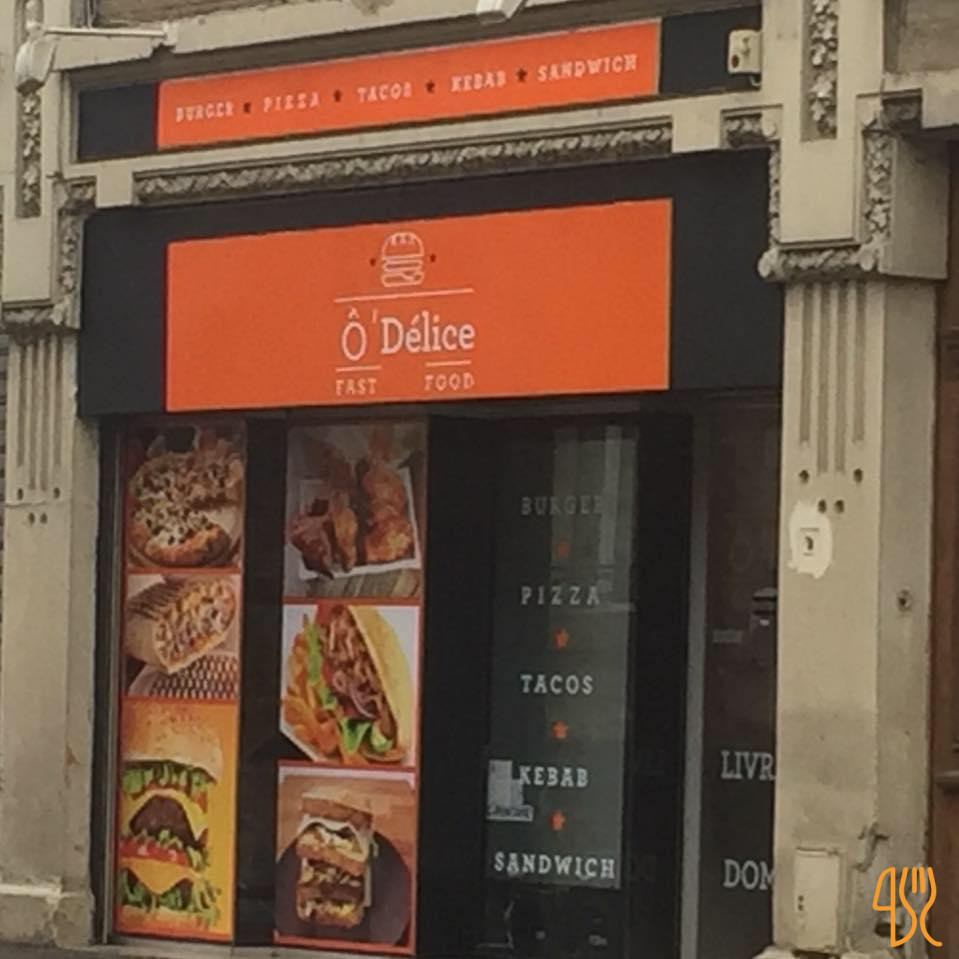 BURGER ★ PIZZA ★ TACOS ★ KEBAB ★ SANDWICH
Ô'Délice
FAST FOOD
BURGER
PIZZA
TACOS
KEBAB
SANDWICH
LIVR
DOM